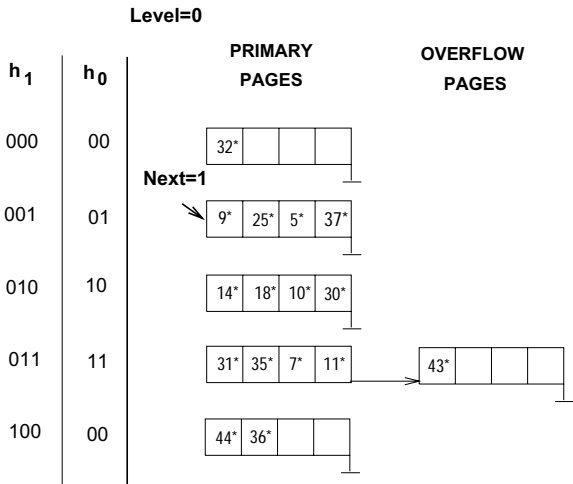 Level=0
h1 h0 PRIMARY PAGES OVERFLOW PAGES
000 00 32*
Next=1
001 01 9* 25* 5* 37*
010 10 14* 18* 10* 30*
011 11 31* 35* 7* 11* 43*
100 00 44* 36*